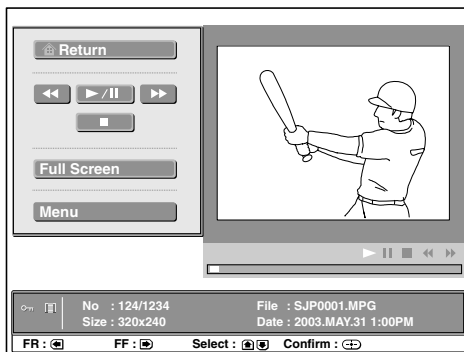 Return
Full Screen
Menu
No : 124/1234
File : SJP0001.MPG
Size : 320x240
Date : 2003.MAY.31 1:00PM
FR : FF : Select : Confirm :